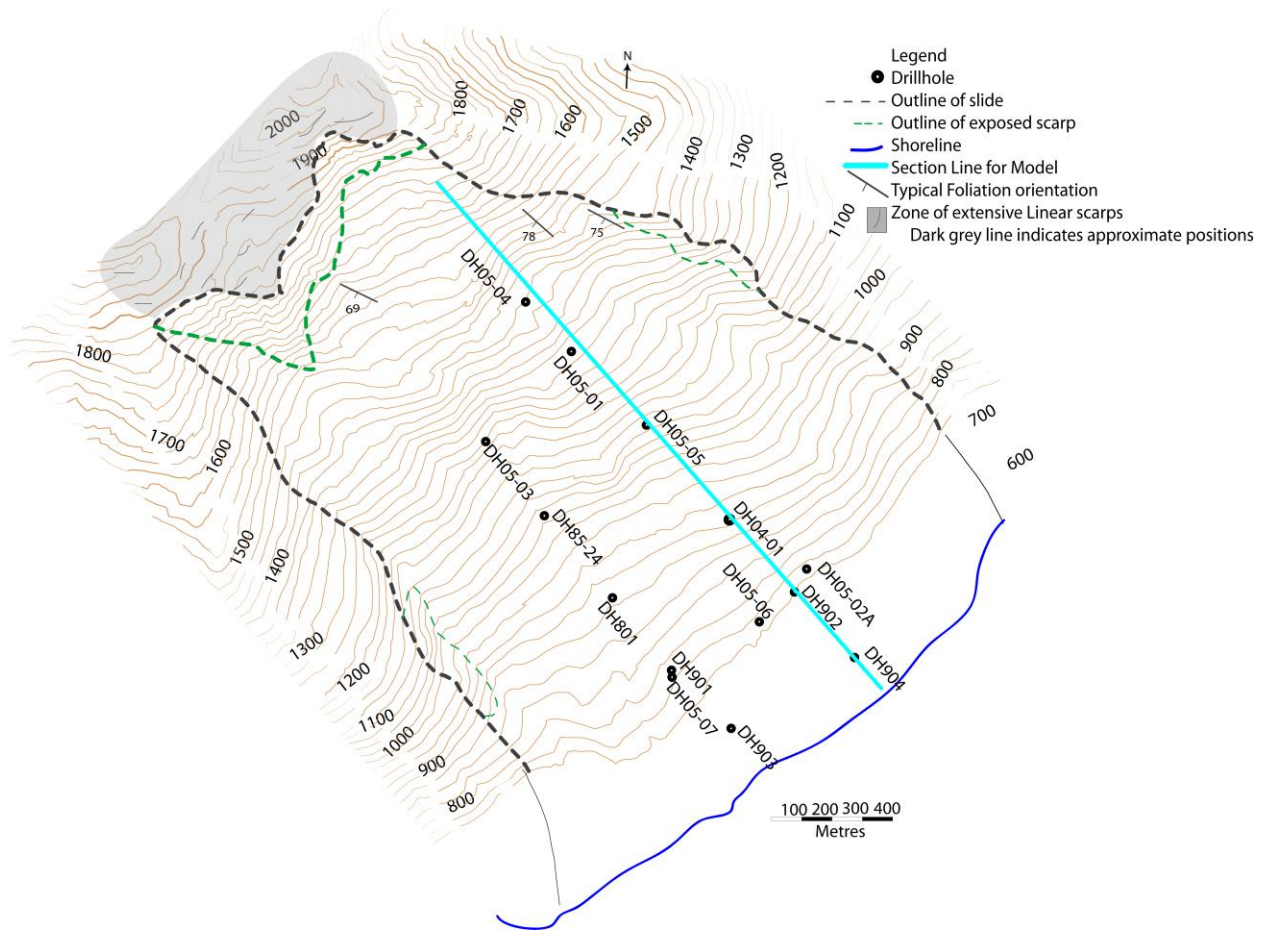 N
Legend
Drillhole
Outline of slide
Outline of exposed scarp
Shoreline
Section Line for Model
Typical Foliation orientation
Zone of extensive Linear scarps
Dark grey line indicates approximate positions
2000
1900
1800
1700
1600
1500
1400
1300
1200
1100
1000
900
800
700
600
78
75
69
DH05-04
DH05-01
DH05-05
DH05-03
DH85-24
DH04-01
DH05-02A
DH05-06
DH902
DH801
DH904
DH901
DH05-07
DH903
1800
1700
1600
1500
1400
1300
1200
1100
1000
900
800
100 200 300 400
Metres